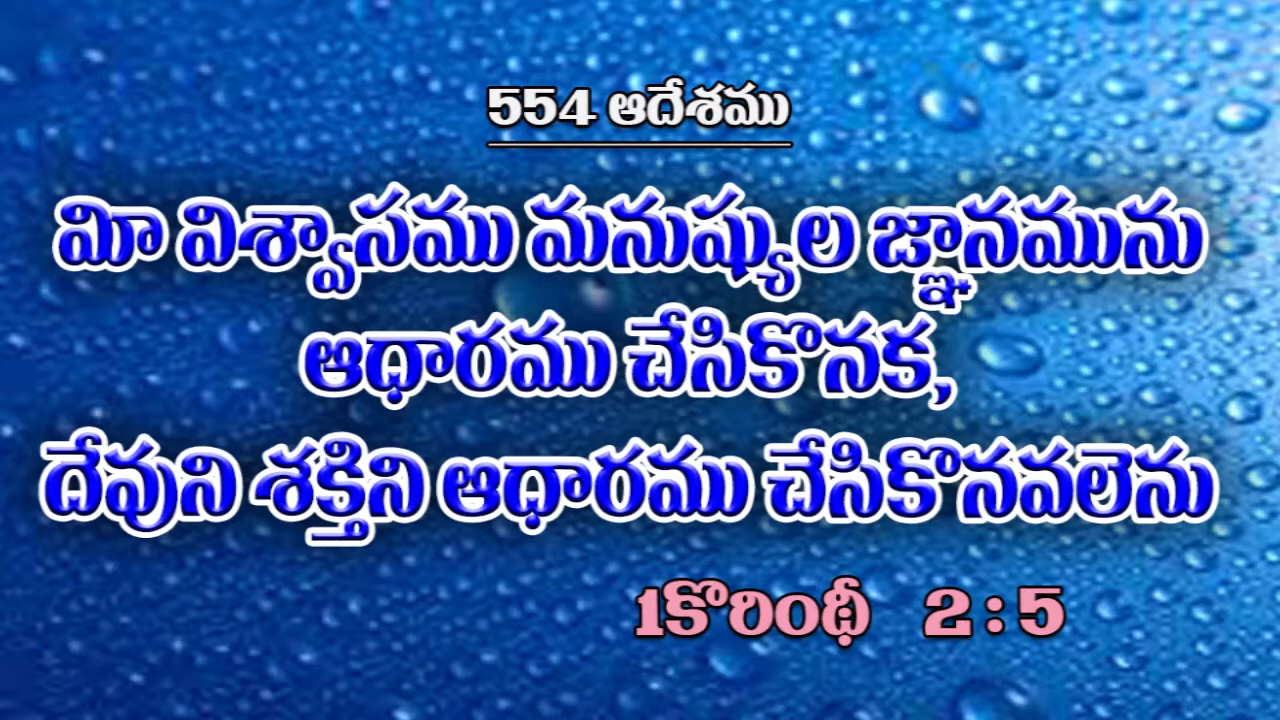 554 ఆదేశము
మీ విశ్వాసము మనుష్యుల జ్ఞానమును
ఆధారము చేసికొనక,
దేవుని శక్తిని ఆధారము చేసికొనవలెను
1కొరింథీ 2 : 5